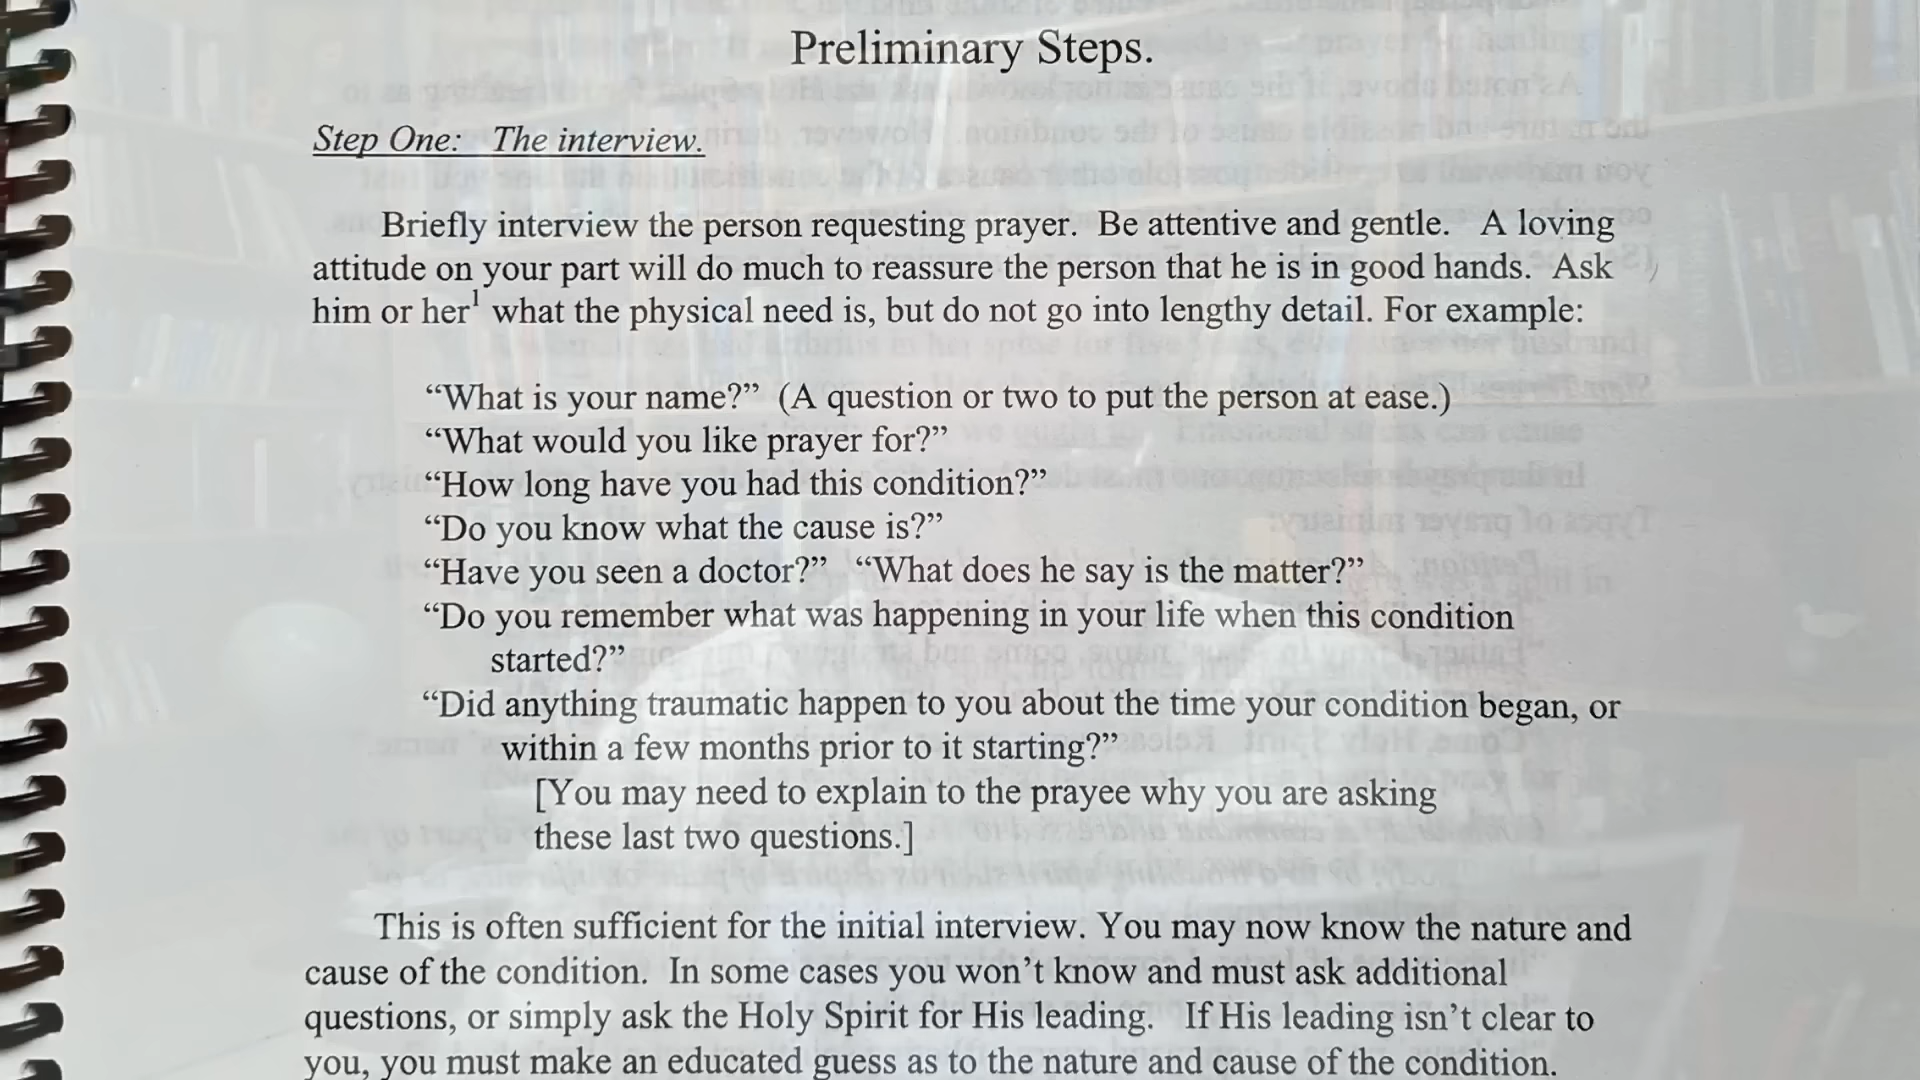 Preliminary Steps.
Step One: The interview.
Briefly interview the person requesting prayer. Be attentive and gentle. A loving
attitude on your part will do much to reassure the person that he is in good hands. Ask
him or her¹ what the physical need is, but do not go into lengthy detail. For example:
“What is your name?” (A question or two to put the person at ease.)
“What would you like prayer for?”
“How long have you had this condition?”
“Do you know what the cause is?”
“Have you seen a doctor?” “What does he say is the matter?”
“Do you remember what was happening in your life when this condition
started?”
“Did anything traumatic happen to you about the time your condition began, or
within a few months prior to it starting?”
[You may need to explain to the prayee why you are asking
these last two questions.]
This is often sufficient for the initial interview. You may now know the nature and
cause of the condition. In some cases you won’t know and must ask additional
questions, or simply ask the Holy Spirit for His leading. If His leading isn’t clear to
you, you must make an educated guess as to the nature and cause of the condition.